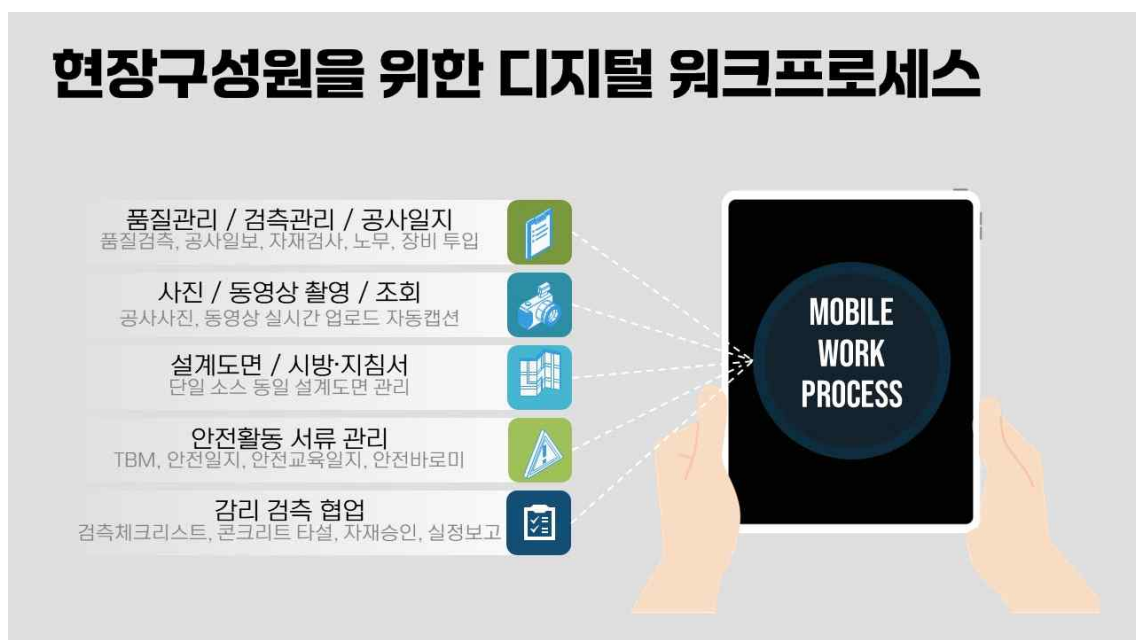 현장구성원을 위한 디지털 워크프로세스
품질관리 / 검측관리 / 공사일지
품질검측, 공사일보, 자재검사, 노무, 장비 투입
사진 / 동영상 촬영 / 조회
공사사진, 동영상 실시간 업로드 자동캡션
설계도면 / 시방·지침서
단일 소스 동일 설계도면 관리
안전활동 서류 관리
TBM, 안전일지, 안전교육일지, 안전바로미
감리 검측 협업
검측체크리스트, 콘크리트 타설, 자재승인, 실정보고
MOBILE
WORK
PROCESS